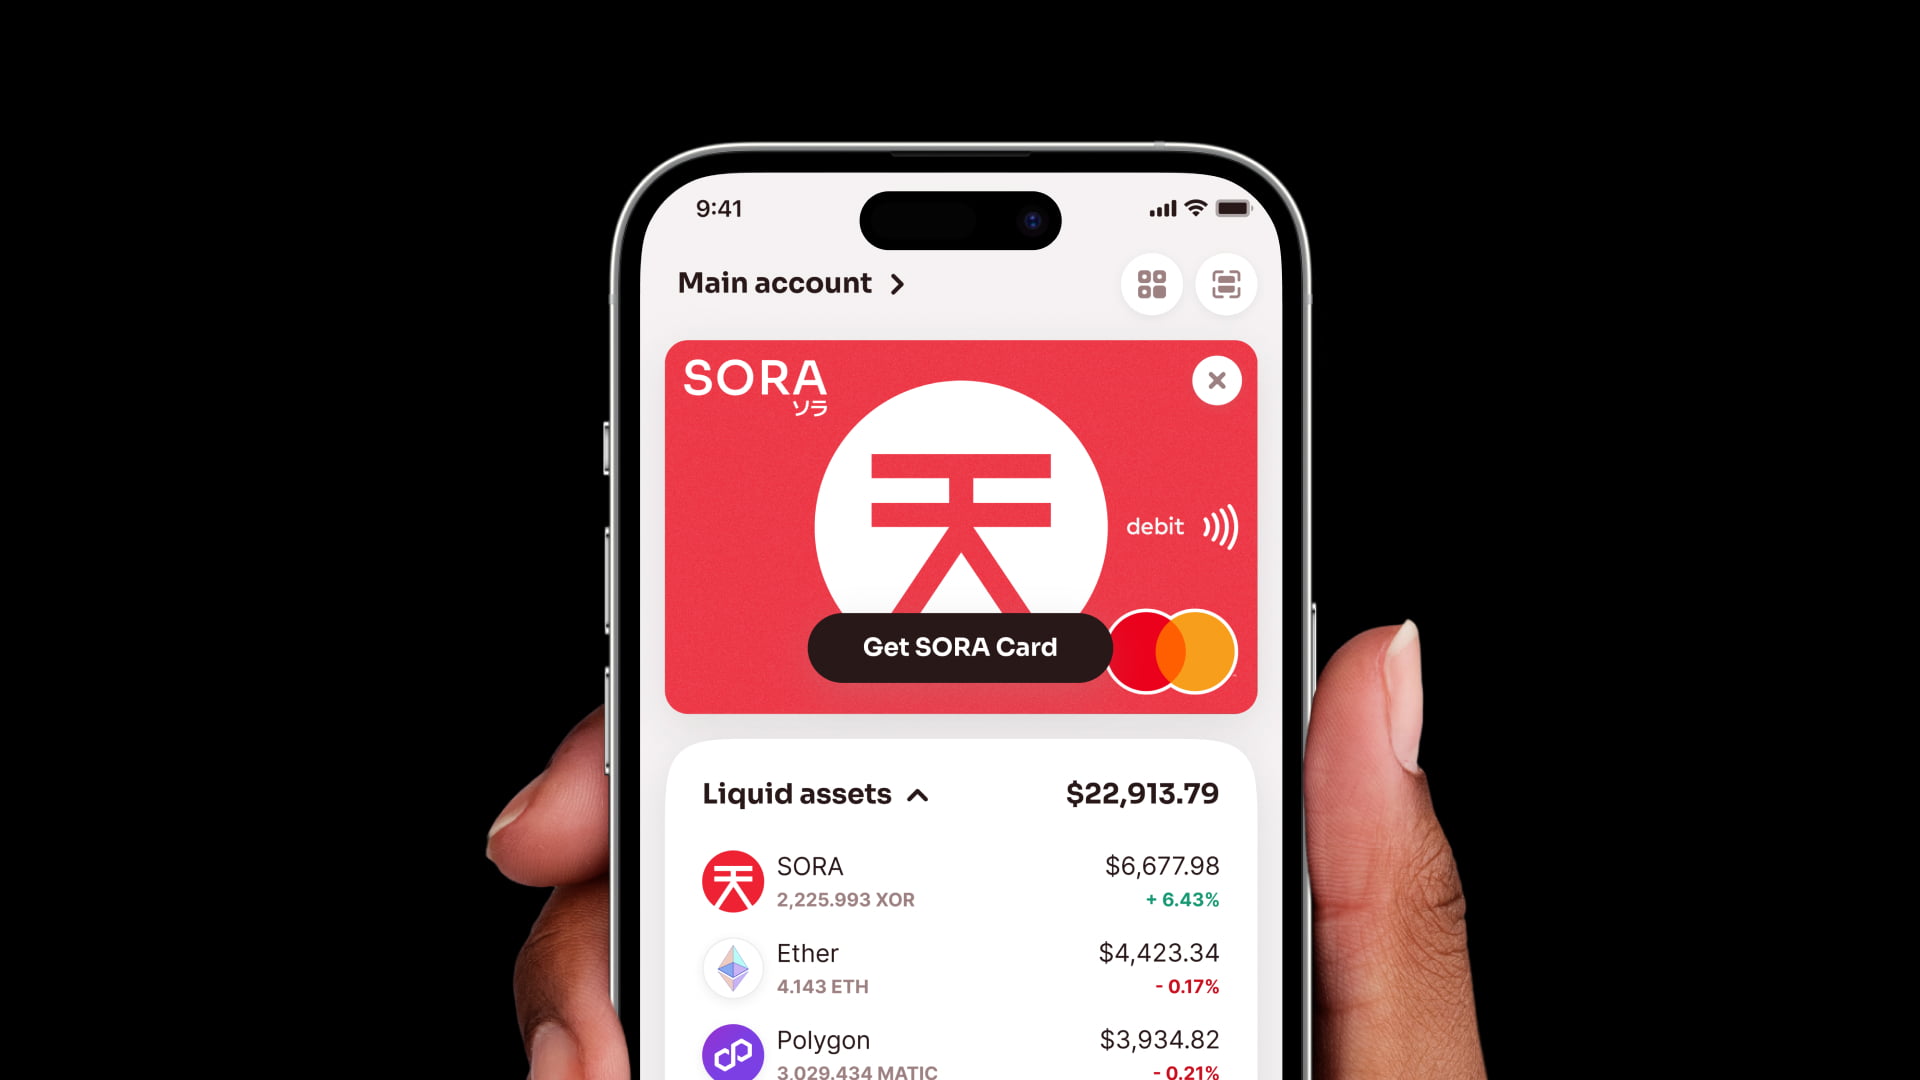 9:41
Main account
SORA
ソラ
debit
Get SORA Card
Liquid assets
$22,913.79
SORA
$6,677.98
2,225.993 XOR
+ 6.43%
Ether
$4,423.34
4.143 ETH
- 0.17%
Polygon
$3,934.82
3,029.434 MATIC
- 0.21%